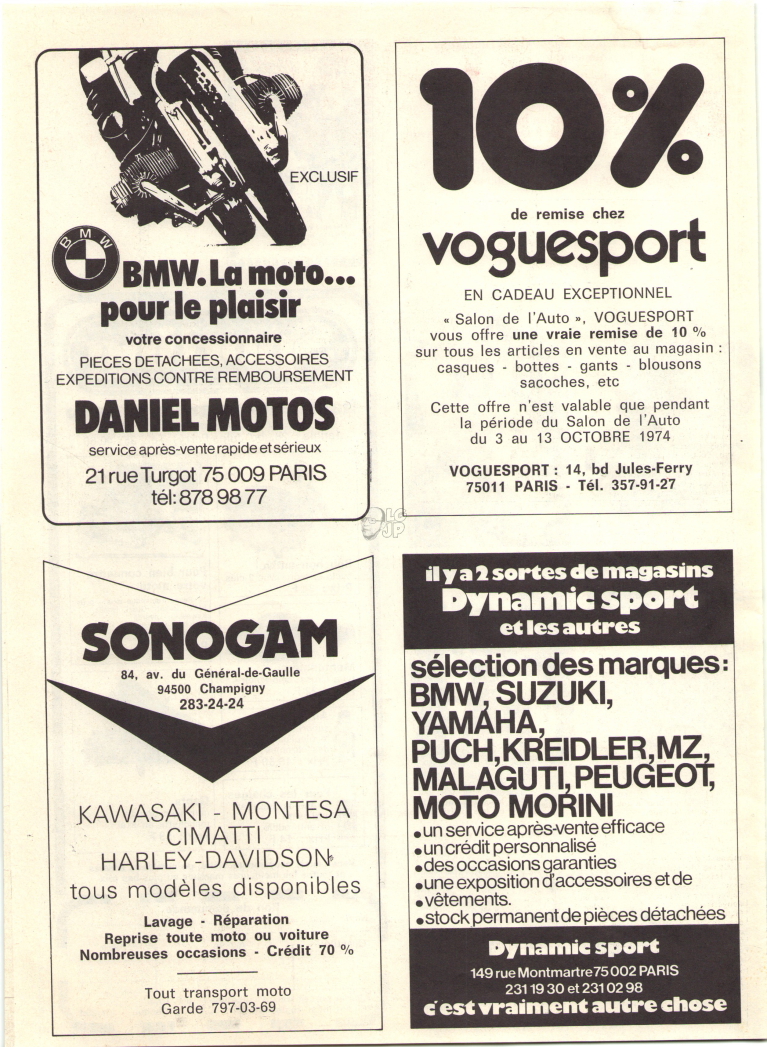 EXCLUSIF
BMW
BMW. La moto...
pour le plaisir
votre concessionnaire
PIECES DETACHEES, ACCESSOIRES
EXPEDITIONS CONTRE REMBOURSEMENT
DANIEL MOTOS
service après-vente rapide et sérieux
21 rue Turgot 75 009 PARIS
tél: 878 98 77
10%
de remise chez
voguesport
EN CADEAU EXCEPTIONNEL
« Salon de l'Auto », VOGUESPORT
vous offre une vraie remise de 10 %
sur tous les articles en vente au magasin :
casques - bottes - gants - blousons
sacoches, etc
Cette offre n'est valable que pendant
la période du Salon de l'Auto
du 3 au 13 OCTOBRE 1974
VOGUESPORT : 14, bd Jules-Ferry
75011 PARIS - Tél. 357-91-27
LC
JP
SONOGAM
84, av. du Général-de-Gaulle
94500 Champigny
283-24-24
KAWASAKI - MONTESA
CIMATTI
HARLEY-DAVIDSON
tous modèles disponibles
Lavage - Réparation
Reprise toute moto ou voiture
Nombreuses occasions - Crédit 70 %
Tout transport moto
Garde 797-03-69
il y a 2 sortes de magasins
Dynamic sport
et les autres
sélection des marques:
BMW, SUZUKI,
YAMAHA,
PUCH, KREIDLER, MZ,
MALAGUTI, PEUGEOT,
MOTO MORINI
• un service après-vente efficace
• un crédit personnalisé
• des occasions garanties
• une exposition d'accessoires et de
• vêtements.
• stock permanent de pièces détachées
Dynamic sport
149 rue Montmartre 75 002 PARIS
231 19 30 et 231 02 98
c'est vraiment autre chose